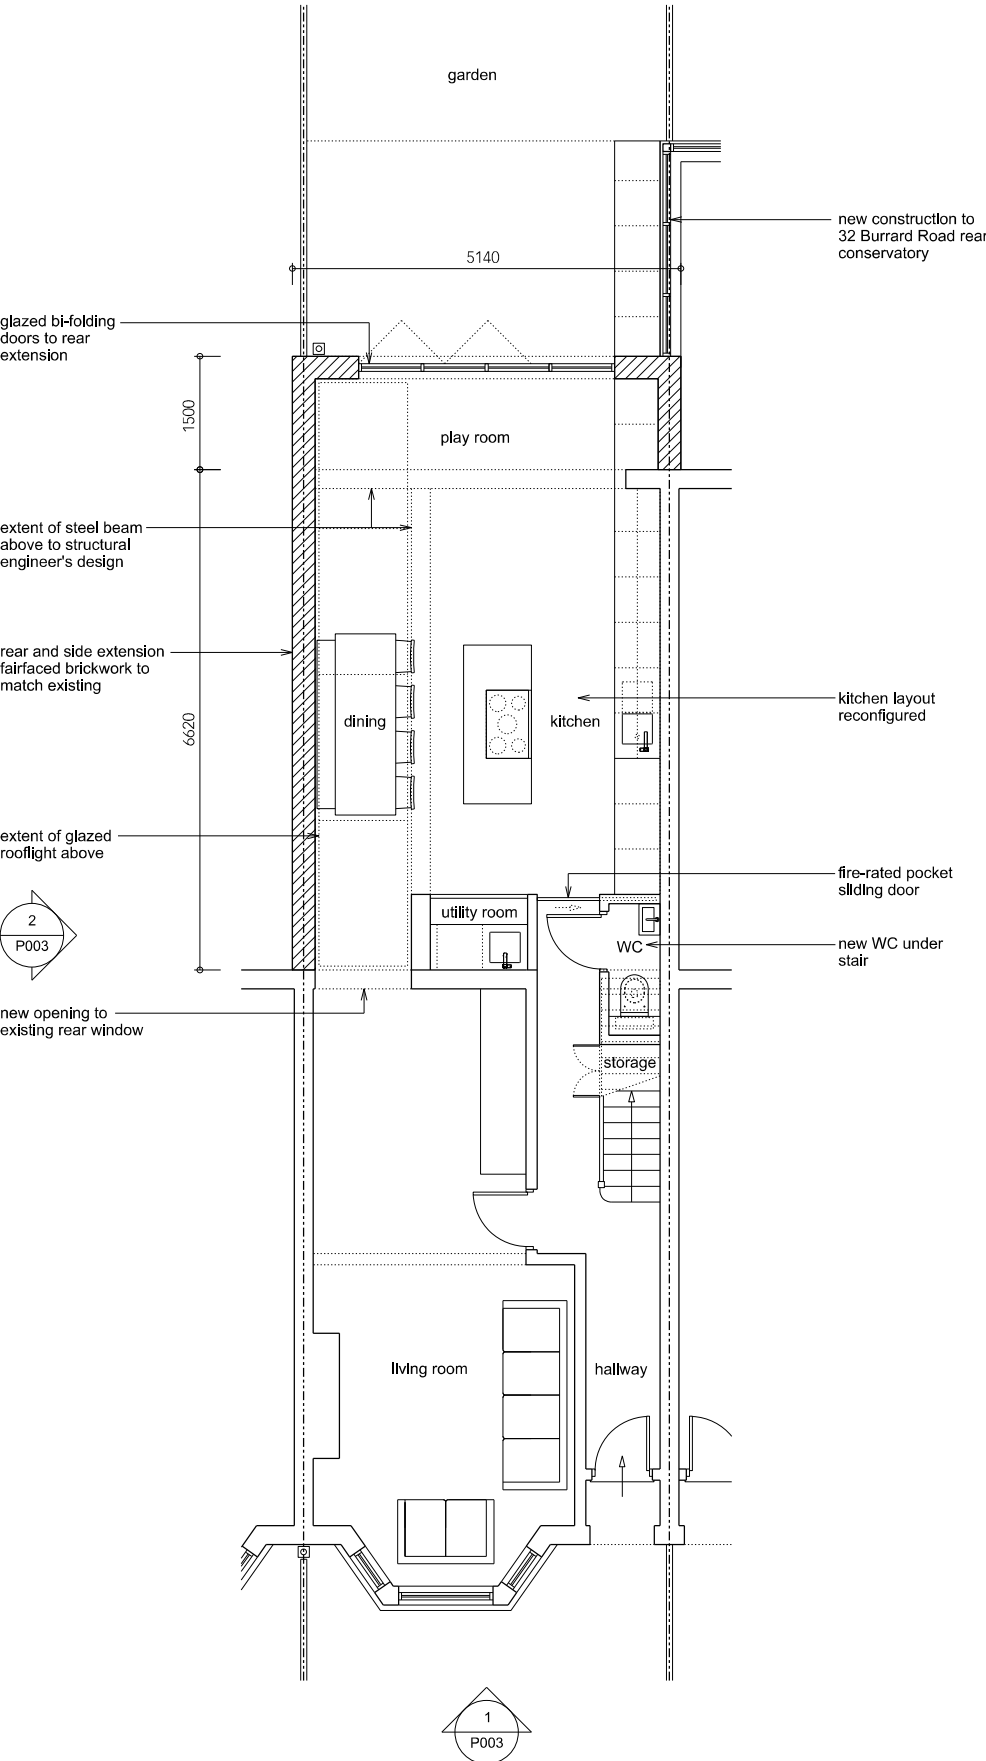 garden
new construction to
32 Burrard Road rear
conservatory
5140
glazed bi-folding
doors to rear
extension
1500
play room
extent of steel beam
above to structural
engineer's design
rear and side extension
fairfaced brickwork to
match existing
6620
dining
kitchen
kitchen layout
reconfigured
extent of glazed
rooflight above
fire-rated pocket
sliding door
2
P003
utility room
WC
new WC under
stair
new opening to
existing rear window
storage
living room
hallway
1
P003